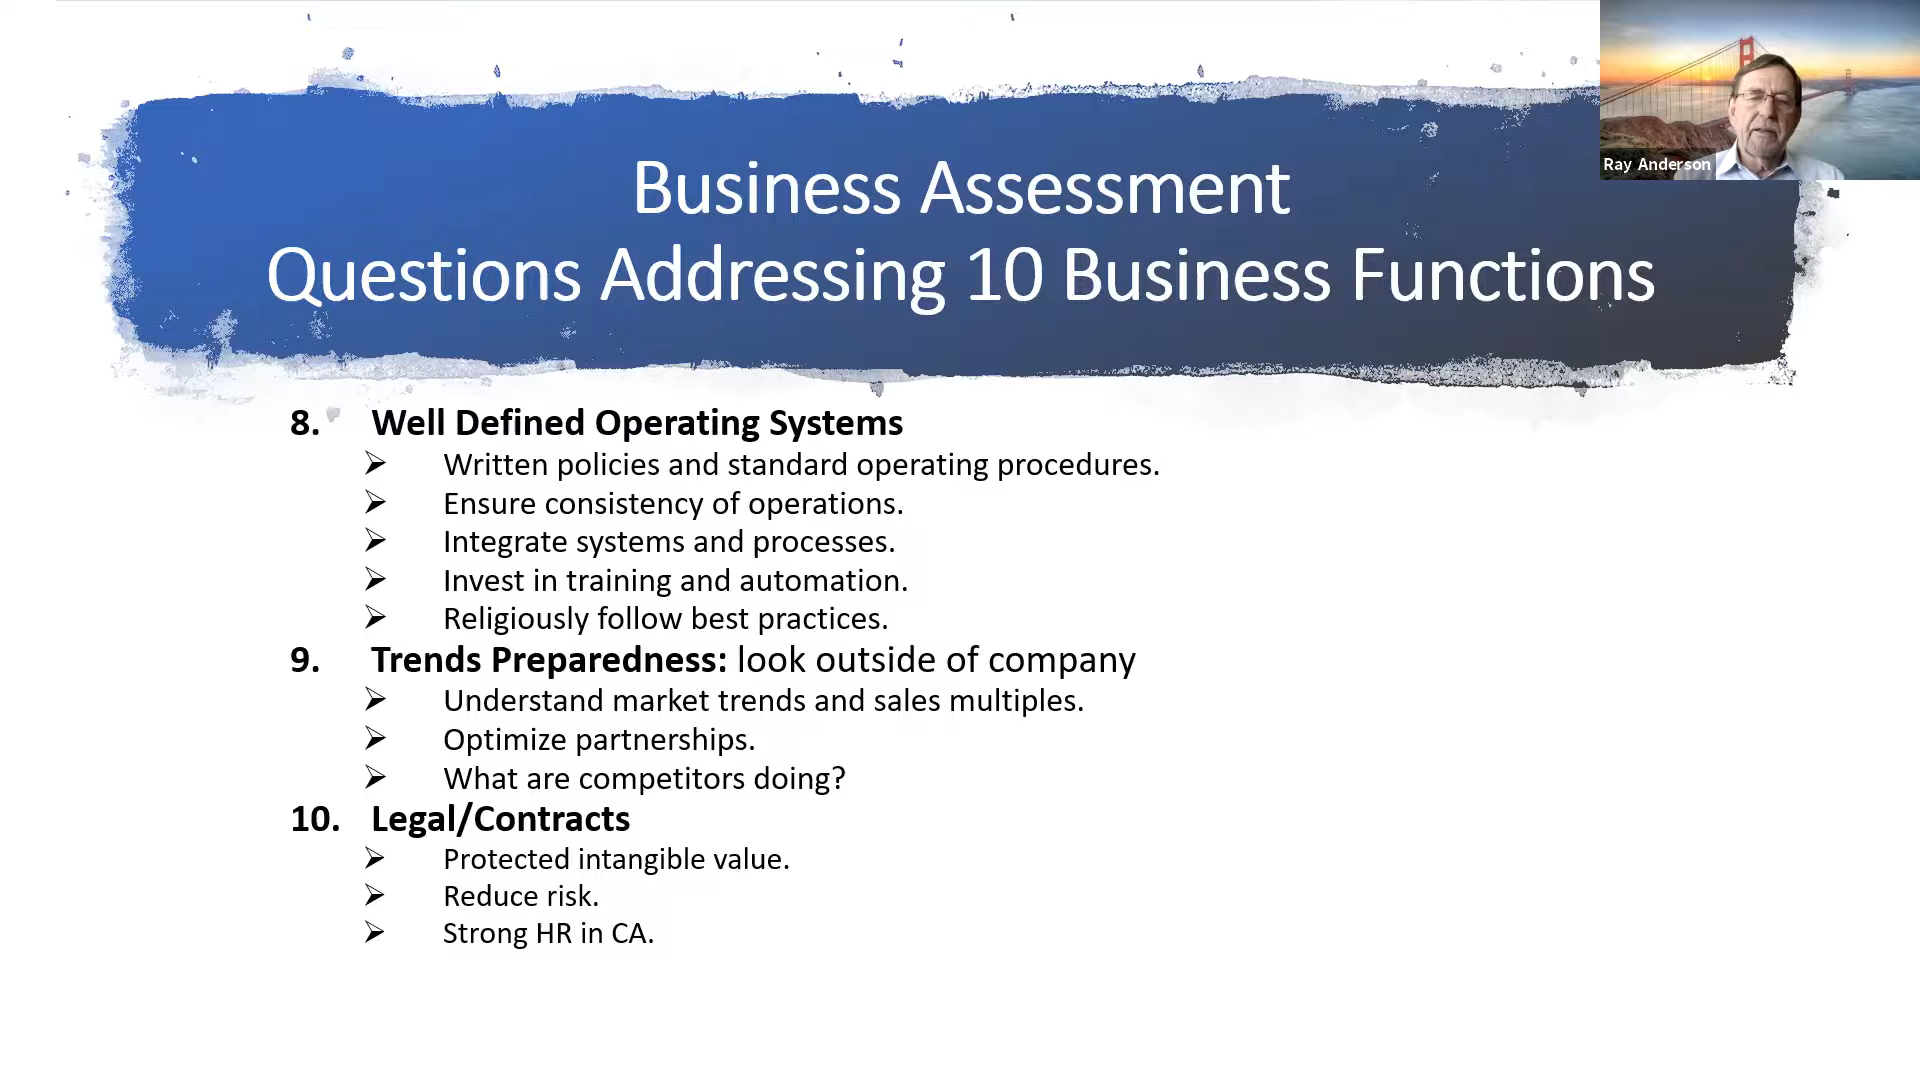 Business Assessment
Questions Addressing 10 Business Functions
Ray Anderson
8. Well Defined Operating Systems
➢ Written policies and standard operating procedures.
➢ Ensure consistency of operations.
➢ Integrate systems and processes.
➢ Invest in training and automation.
➢ Religiously follow best practices.
9. Trends Preparedness: look outside of company
➢ Understand market trends and sales multiples.
➢ Optimize partnerships.
➢ What are competitors doing?
10. Legal/Contracts
➢ Protected intangible value.
➢ Reduce risk.
➢ Strong HR in CA.